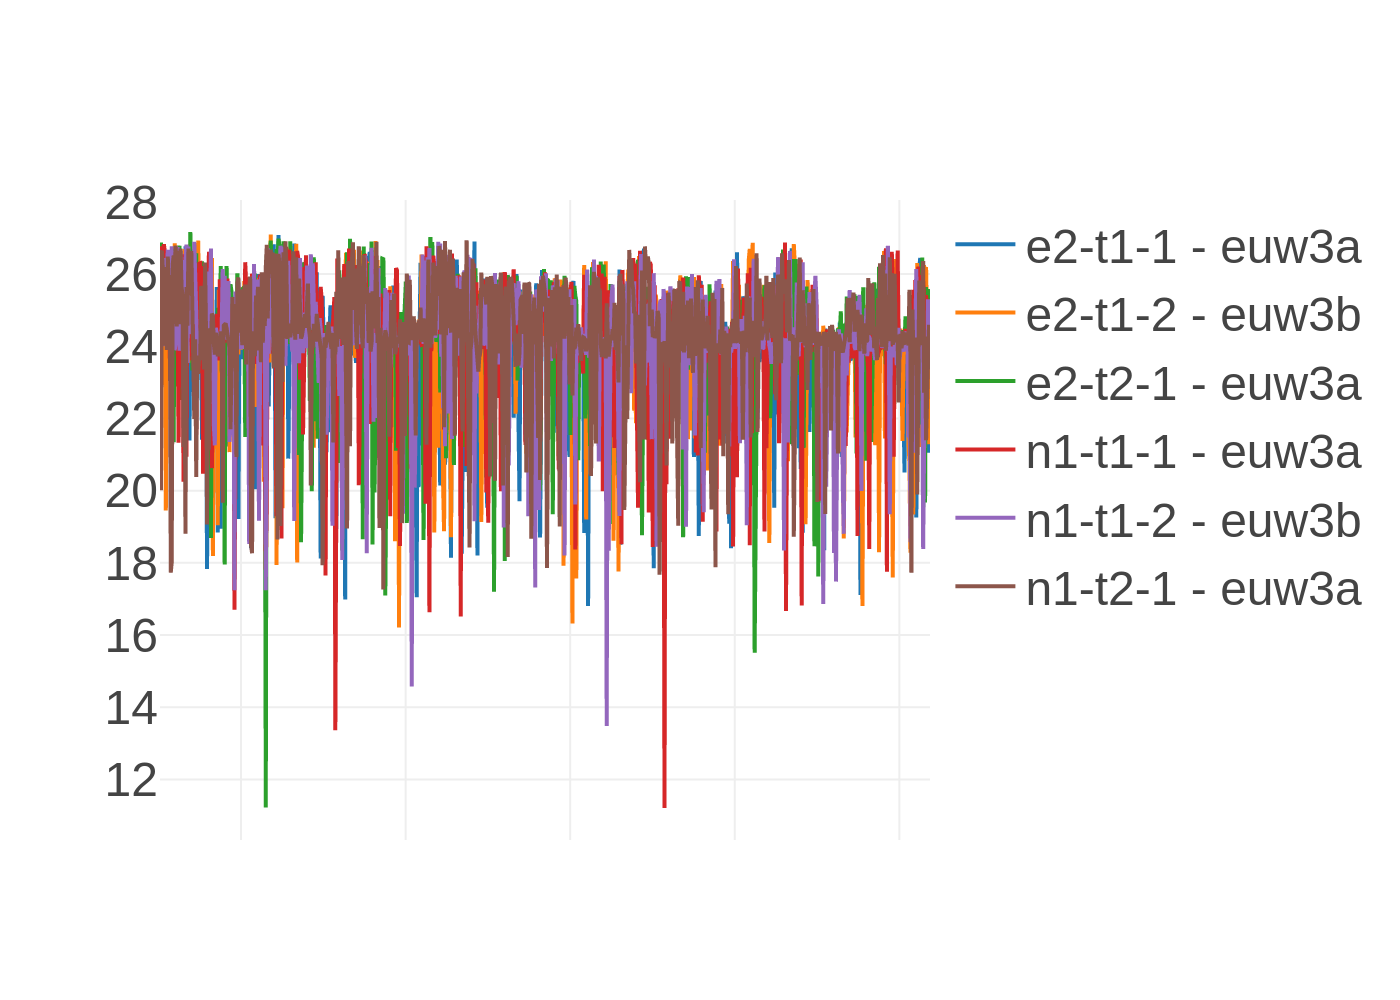 28
26
24
22
20
18
16
14
12
e2-t1-1 - euw3a
e2-t1-2 - euw3b
e2-t2-1 - euw3a
n1-t1-1 - euw3a
n1-t1-2 - euw3b
n1-t2-1 - euw3a